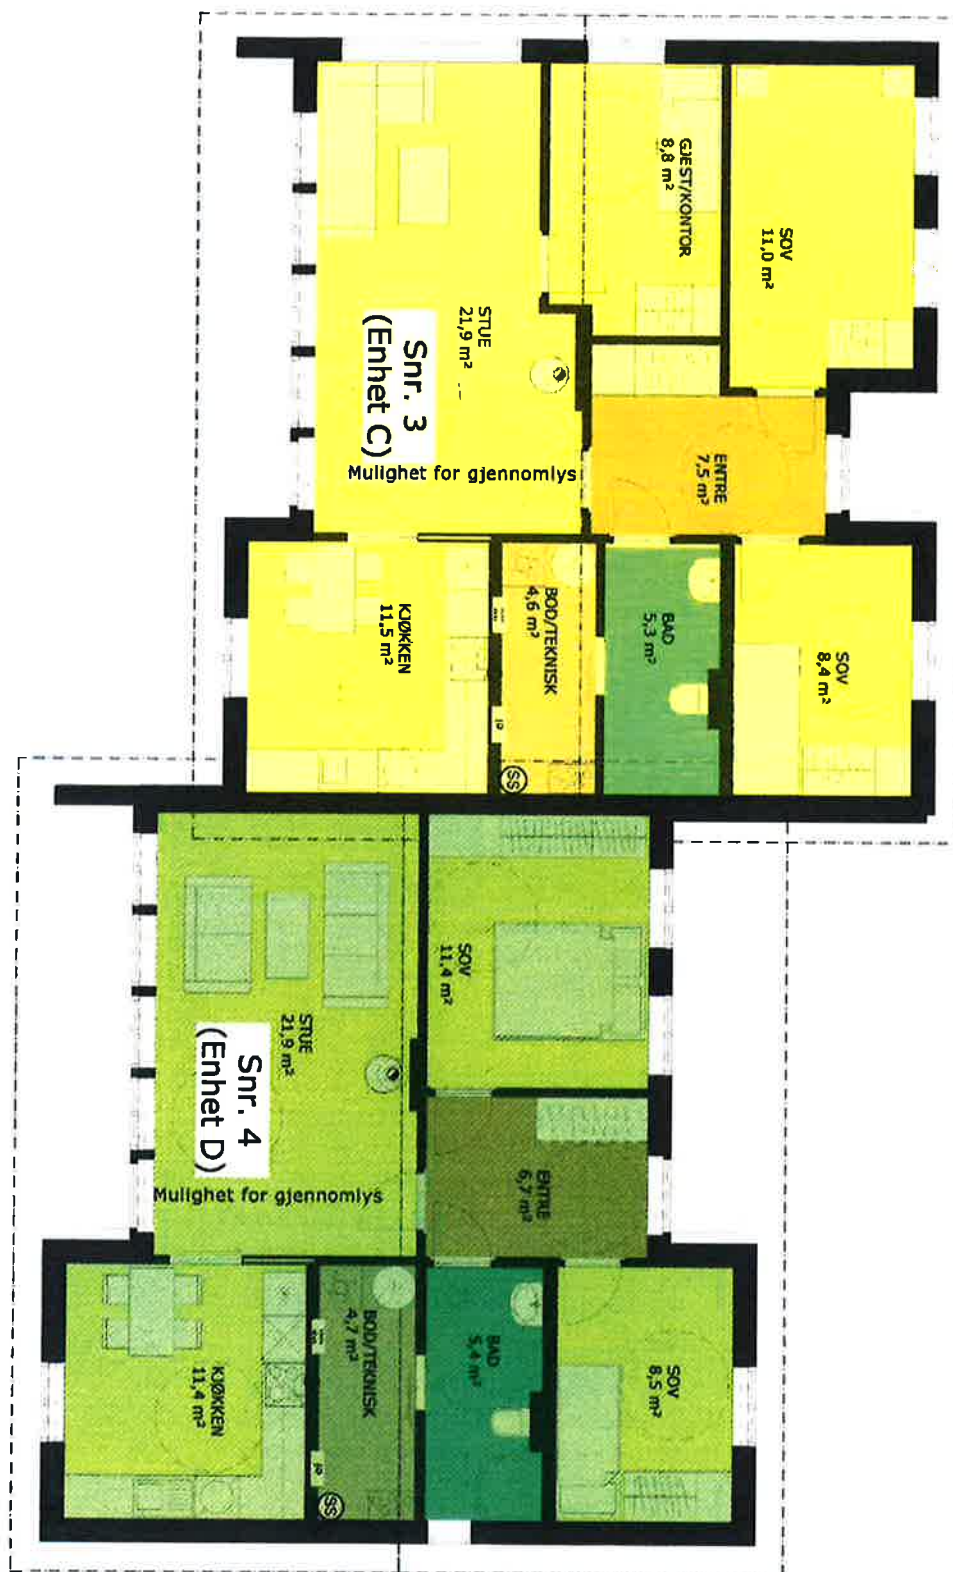 SOV
11,0 m²
GJEST/KONTOR
8,8 m²
STUE
21,9 m²
Snr. 3
(Enhet C)
Mulighet for gjennomlys
ENTRE
7,5 m²
SOV
8,4 m²
BAD
5,3 m²
BOD/TEKNISK
4,6 m²
KJØKKEN
11,5 m²
SS
SOV
11,4 m²
STUE
21,9 m²
Snr. 4
(Enhet D)
Mulighet for gjennomlys
ENTRE
6,7 m²
SOV
8,5 m²
BAD
5,4 m²
BOD/TEKNISK
4,7 m²
KJØKKEN
11,4 m²
SS